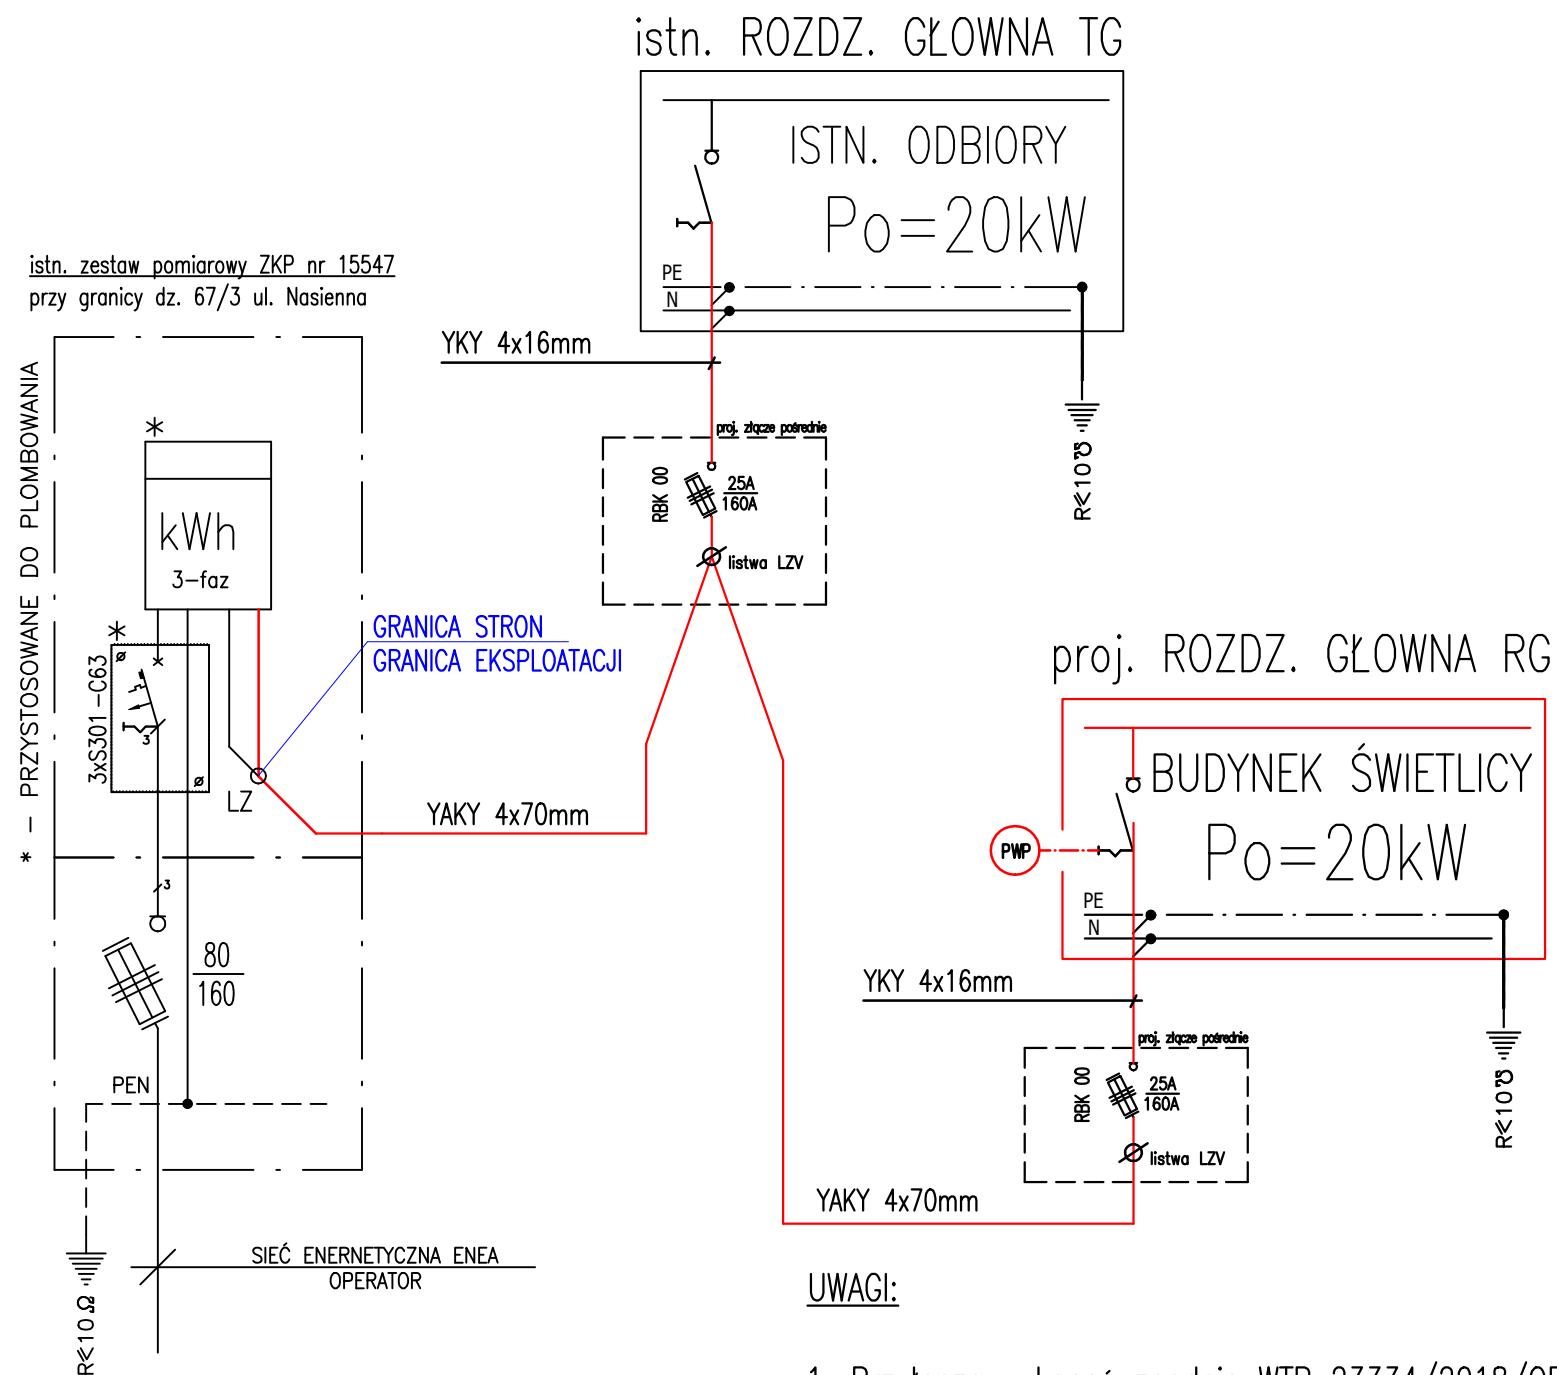 istn. ROZDZ. GŁOWNA TG
ISTN. ODBIORY
Po=20kW
PE
N
istn. zestaw pomiarowy ZKP nr 15547
przy granicy dz. 67/3 ul. Nasienna
YKY 4x16mm
* – PRZYSTOSOWANE DO PLOMBOWANIA
*
kWh
3-faz
proj. złącze pośrednie
RBK 00
25A
160A
listwa LZV
R≤10Ω
*
3xS301-C63
3
LZ
GRANICA STRON
GRANICA EKSPLOATACJI
YAKY 4x70mm
proj. ROZDZ. GŁOWNA RG
BUDYNEK ŚWIETLICY
Po=20kW
PWP
PE
N
3
80
160
YKY 4x16mm
proj. złącze pośrednie
RBK 00
25A
160A
listwa LZV
R≤10Ω
PEN
YAKY 4x70mm
SIEĆ ENERNETYCZNA ENEA
OPERATOR
R≤10Ω
UWAGI: